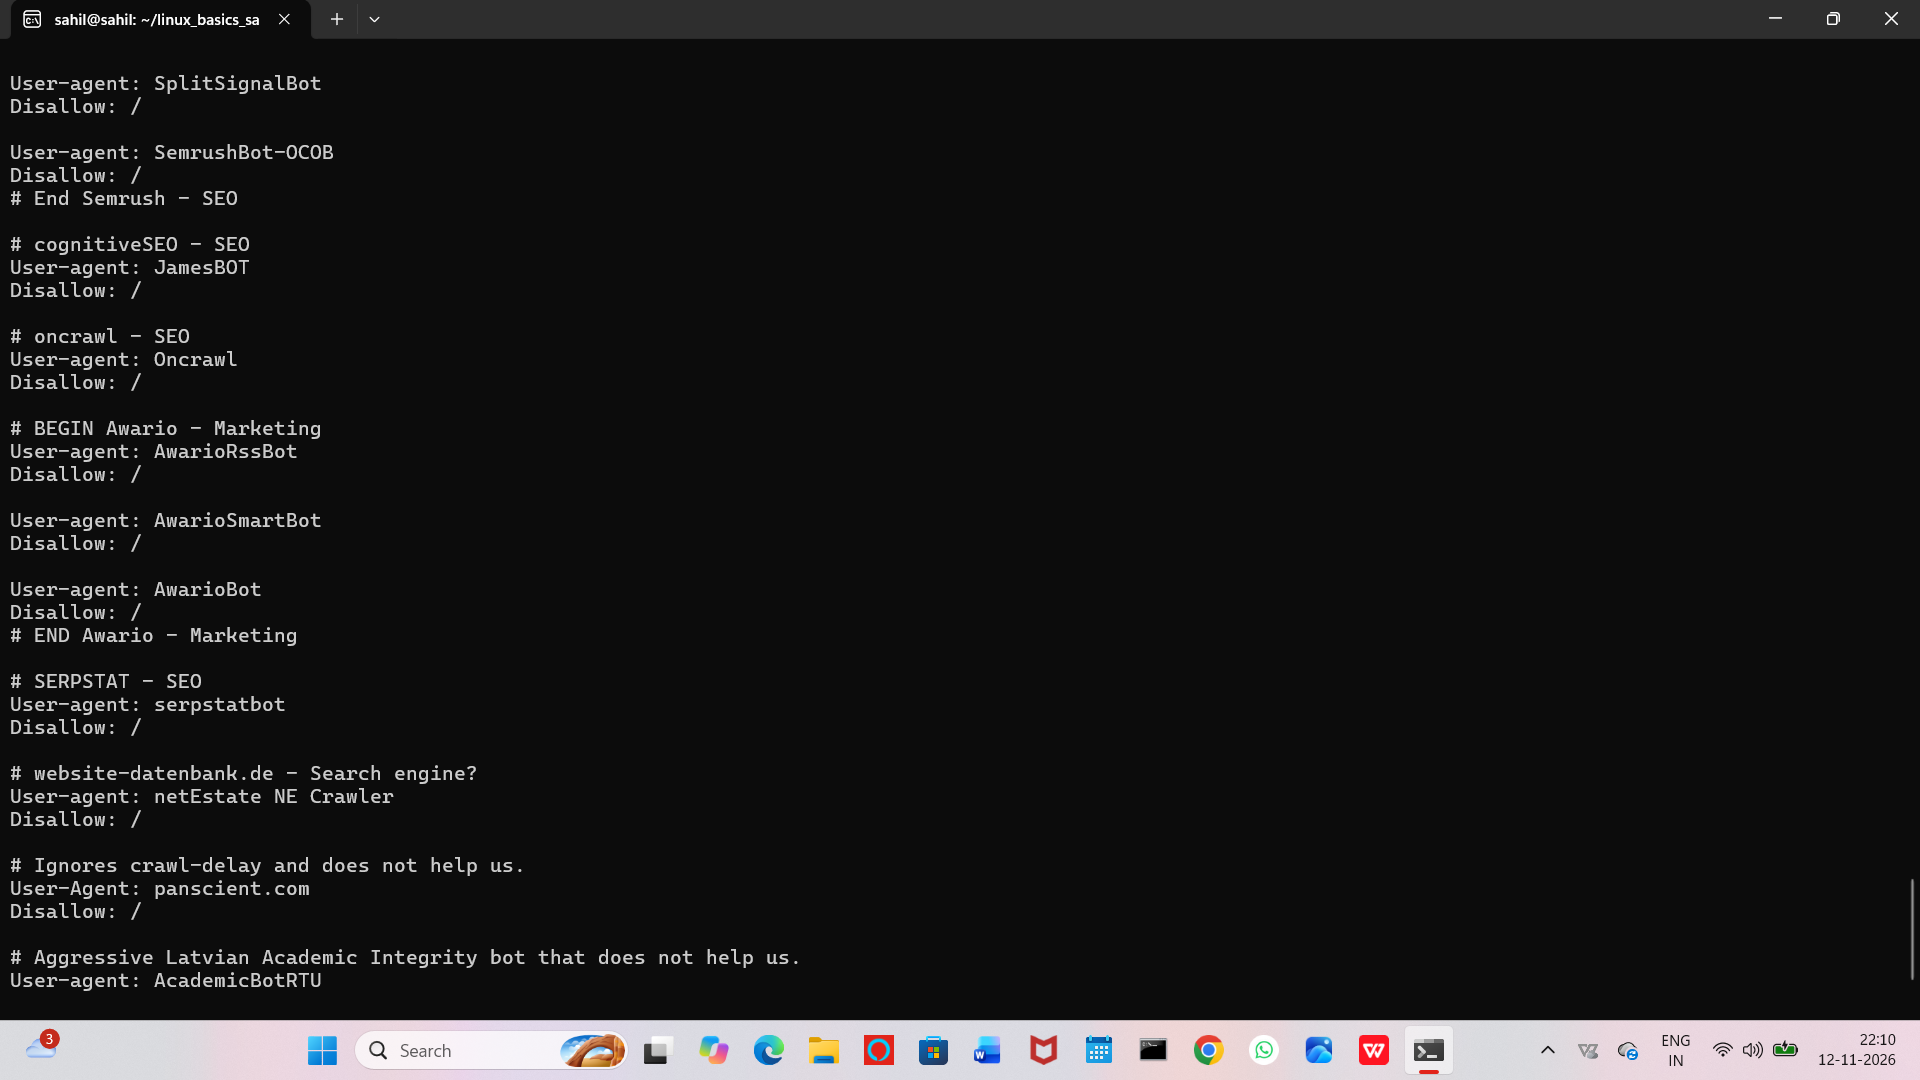 sahil@sahil: ~/linux_basics_sa
User-agent: SplitSignalBot
Disallow: /
User-agent: SemrushBot-OCOB
Disallow: /
# End Semrush - SEO
# cognitiveSEO - SEO
User-agent: JamesBOT
Disallow: /
# oncrawl - SEO
User-agent: Oncrawl
Disallow: /
# BEGIN Awario - Marketing
User-agent: AwarioRssBot
Disallow: /
User-agent: AwarioSmartBot
Disallow: /
User-agent: AwarioBot
Disallow: /
# END Awario - Marketing
# SERPSTAT - SEO
User-agent: serpstatbot
Disallow: /
# website-datenbank.de - Search engine?
User-agent: netEstate NE Crawler
Disallow: /
# Ignores crawl-delay and does not help us.
User-Agent: panscient.com
Disallow: /
# Aggressive Latvian Academic Integrity bot that does not help us.
User-agent: AcademicBotRTU
3
Search
ENG
IN
22:10
12-11-2026